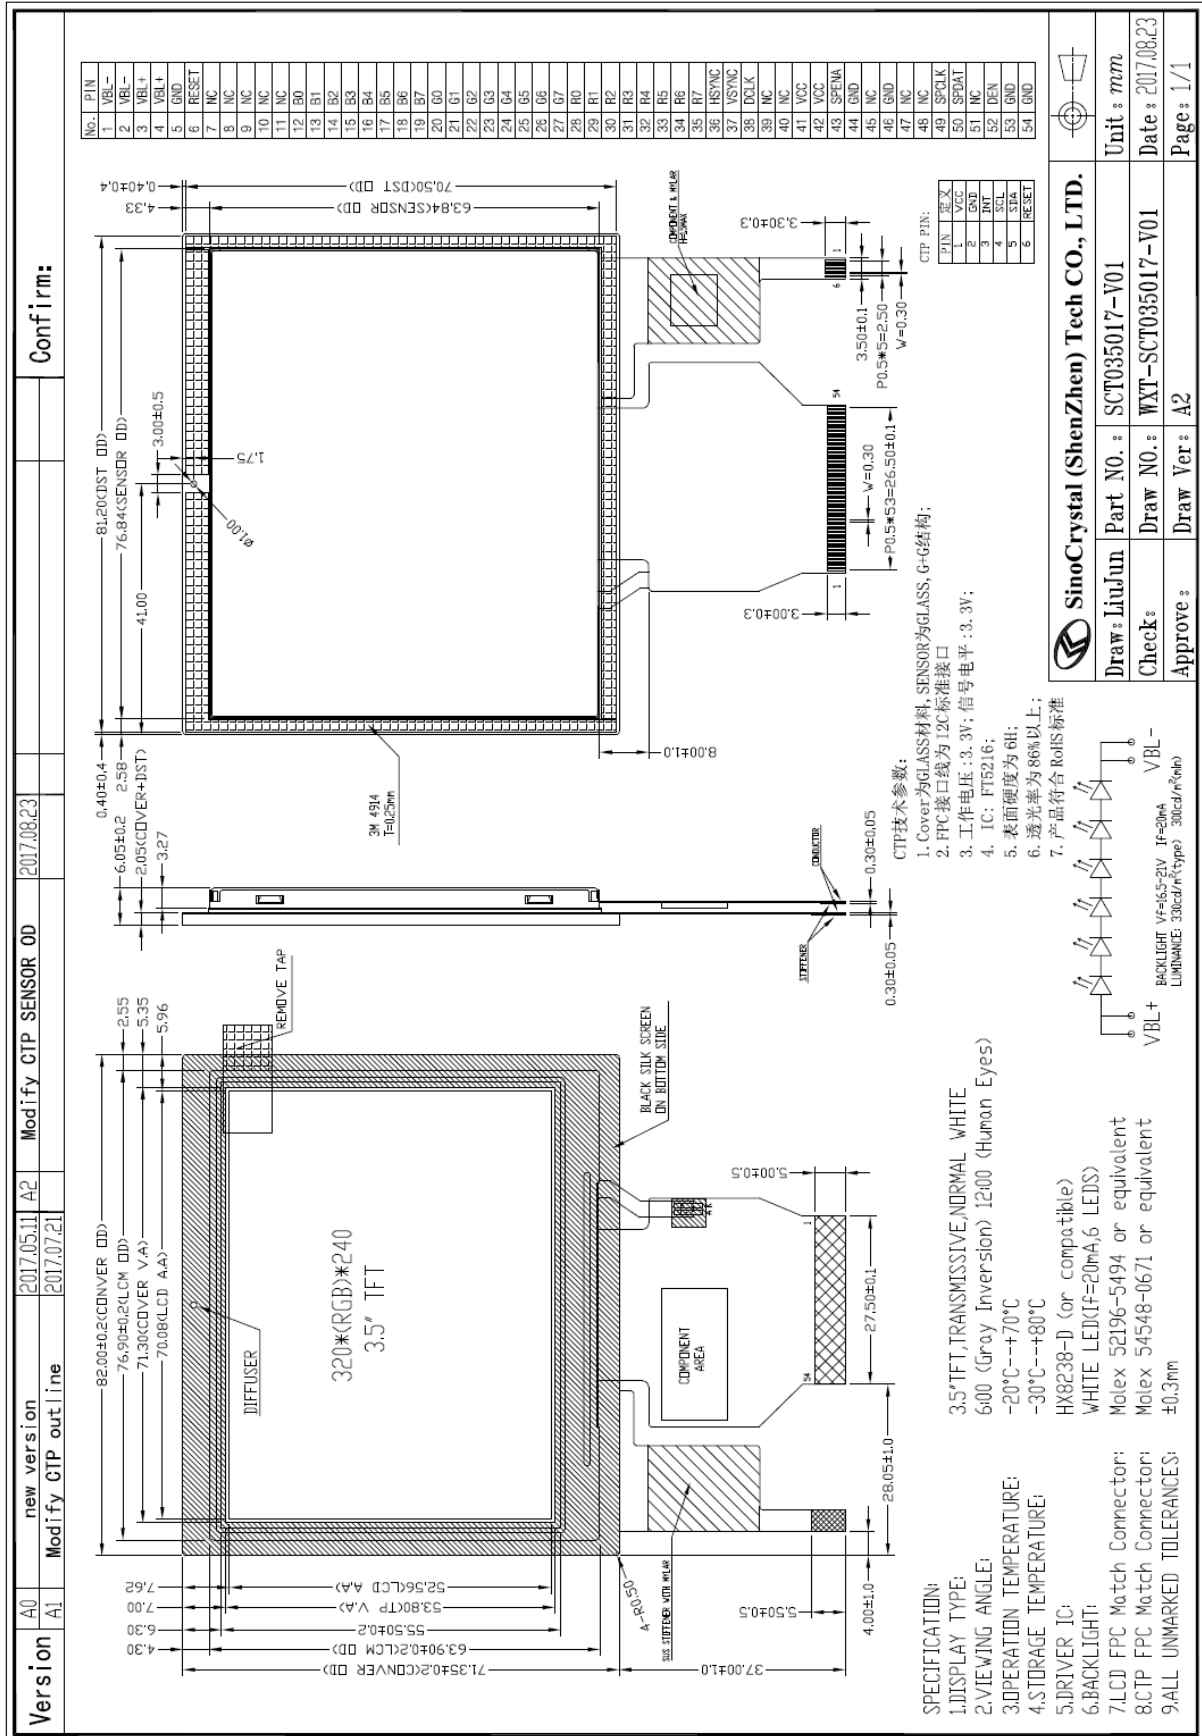 Version
A0
new version
2017.05.11
A2
Modify CTP SENSOR OD
2017.08.23
Confirm:
A1
Modify CTP outline
2017.07.21
82.00±0.2(CONVER OD)
76.90±0.2(LCM OD)
71.30(COVER V.A)
70.08(LCD A.A)
2.55
5.35
5.96
REMOVE TAP
71.35±0.2(CONVER OD)
63.90±0.2(LCM OD)
55.50±0.2
53.80(TP V.A)
52.56(LCD A.A)
4.30
6.30
7.00
7.62
DIFFUSER
320*(RGB)*240
3.5" TFT
BLACK SILK SCREEN
ON BOTTOM SIDE
4-R0.50
SUS STIFFENER WITH MYLAR
COMPONENT
AREA
37.00±1.0
5.50±0.5
5.00±0.5
54
1
27.50±0.1
28.05±1.0
4.00±1.0
6.05±0.2
2.05(COVER+DST)
3.27
STIFFENER
CONDUCTOR
0.30±0.05
0.30±0.05
81.20(DST OD)
76.84(SENSOR OD)
41.00
3.00±0.5
0.40±0.4
2.58
1.75
Ø1.00
4.33
0.40±0.4
63.84(SENSOR OD)
70.50(DST OD)
3M 4914
T=0.25mm
8.00±1.0
COMPONENT & MYLAR
3.30±0.3
3.00±0.3
1
54
W=0.30
P0.5*53=26.50±0.1
6
1
3.50±0.1
P0.5*5=2.50
W=0.30
No. PIN
1 VBL-
2 VBL-
3 VBL+
4 VBL+
5 GND
6 RESET
7 NC
8 NC
9 NC
10 NC
11 NC
12 B0
13 B1
14 B2
15 B3
16 B4
17 B5
18 B6
19 B7
20 G0
21 G1
22 G2
23 G3
24 G4
25 G5
26 G6
27 G7
28 R0
29 R1
30 R2
31 R3
32 R4
33 R5
34 R6
35 R7
36 HSYNC
37 VSYNC
38 DCLK
39 NC
40 NC
41 VCC
42 VCC
43 SPENA
44 GND
45 NC
46 GND
47 NC
48 NC
49 SPCLK
50 SPDAT
51 NC
52 DEN
53 GND
54 GND
CTP PIN:
PIN 定义
1 VCC
2 GND
3 INT
4 SCL
5 SDA
6 RESET
CTP技术参数:
1. Cover为GLASS材料, SENSOR为GLASS, G+G结构;
2. FPC接口线为I2C标准接口
3. 工作电压:3.3V; 信号电平:3.3V;
4. IC: FT5216;
5. 表面硬度为6H;
6. 透光率为86%以上;
7. 产品符合RoHS标准
SPECIFICATION:
1.DISPLAY TYPE: 3.5"TFT,TRANSMISSIVE,NORMAL WHITE
2.VIEWING ANGLE: 6:00 (Gray Inversion) 12:00 (Human Eyes)
3.OPERATION TEMPERATURE: -20°C--+70°C
4.STORAGE TEMPERATURE: -30°C--+80°C
5.DRIVER IC: HX8238-D (or compatible)
6.BACKLIGHT: WHITE LED(If=20mA,6 LEDS)
7.LCD FPC Match Connector: Molex 52196-5494 or equivalent
8.CTP FPC Match Connector: Molex 54548-0671 or equivalent
9.ALL UNMARKED TOLERANCES: ±0.3mm
VBL+
VBL-
BACKLIGHT Vf=16.5-21V If=20mA
LUMINANCE: 330cd/m²(type) 300cd/m²(min)
SinoCrystal (ShenZhen) Tech CO., LTD.
Draw: LiuJun
Part NO.: SCT035017-V01
Unit: mm
Check:
Draw NO.: WXT-SCT035017-V01
Date: 2017.08.23
Approve:
Draw Ver: A2
Page: 1/1